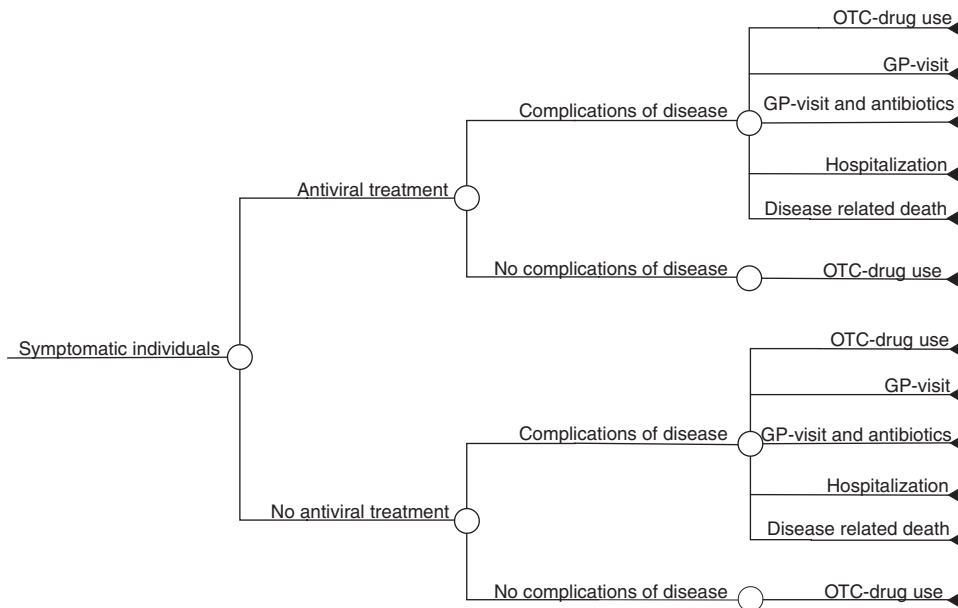 OTC-drug use
GP-visit
GP-visit and antibiotics
Complications of disease
Hospitalization
Antiviral treatment
Disease related death
No complications of disease
OTC-drug use
Symptomatic individuals
OTC-drug use
GP-visit
Complications of disease
GP-visit and antibiotics
Hospitalization
No antiviral treatment
Disease related death
No complications of disease
OTC-drug use